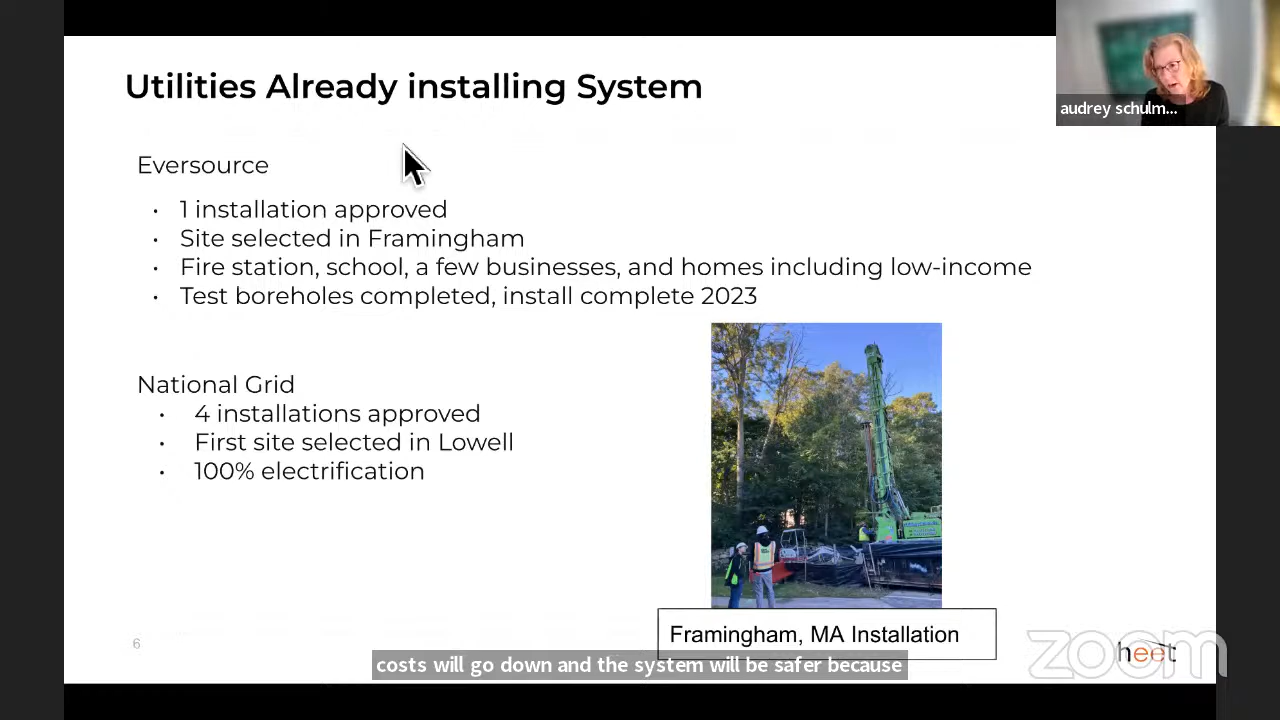 Utilities Already installing System
audrey schulm...
Eversource
• 1 installation approved
• Site selected in Framingham
• Fire station, school, a few businesses, and homes including low-income
• Test boreholes completed, install complete 2023
National Grid
• 4 installations approved
• First site selected in Lowell
• 100% electrification
Framingham, MA Installation
6
costs will go down and the system will be safer because
heet
zoom